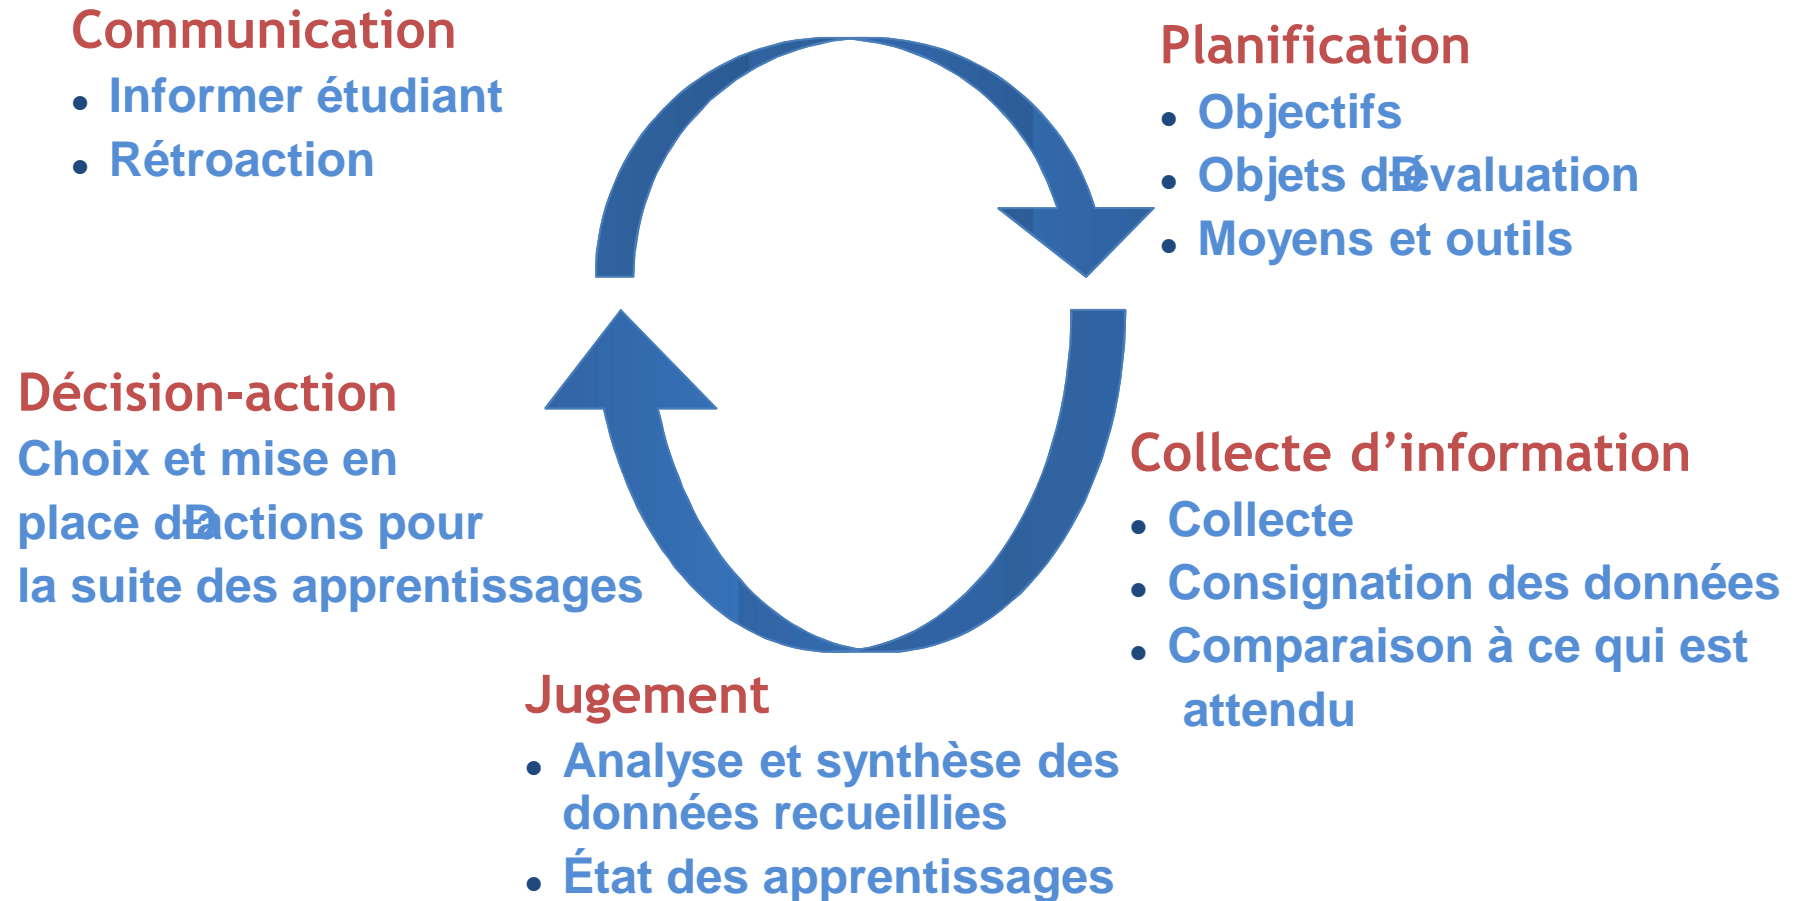 Communication
• Informer étudiant
• Rétroaction
Planification
• Objectifs
• Objets dÐévaluation
• Moyens et outils
Décision-action
Choix et mise en
place dÐactions pour
la suite des apprentissages
Collecte d’information
• Collecte
• Consignation des données
• Comparaison à ce qui est
attendu
Jugement
• Analyse et synthèse des
données recueillies
• État des apprentissages